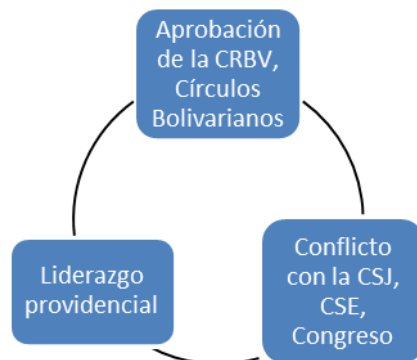 Aprobación
de la CRBV,
Círculos
Bolivarianos
Conflicto
con la CSJ,
CSE,
Congreso
Liderazgo
providencial